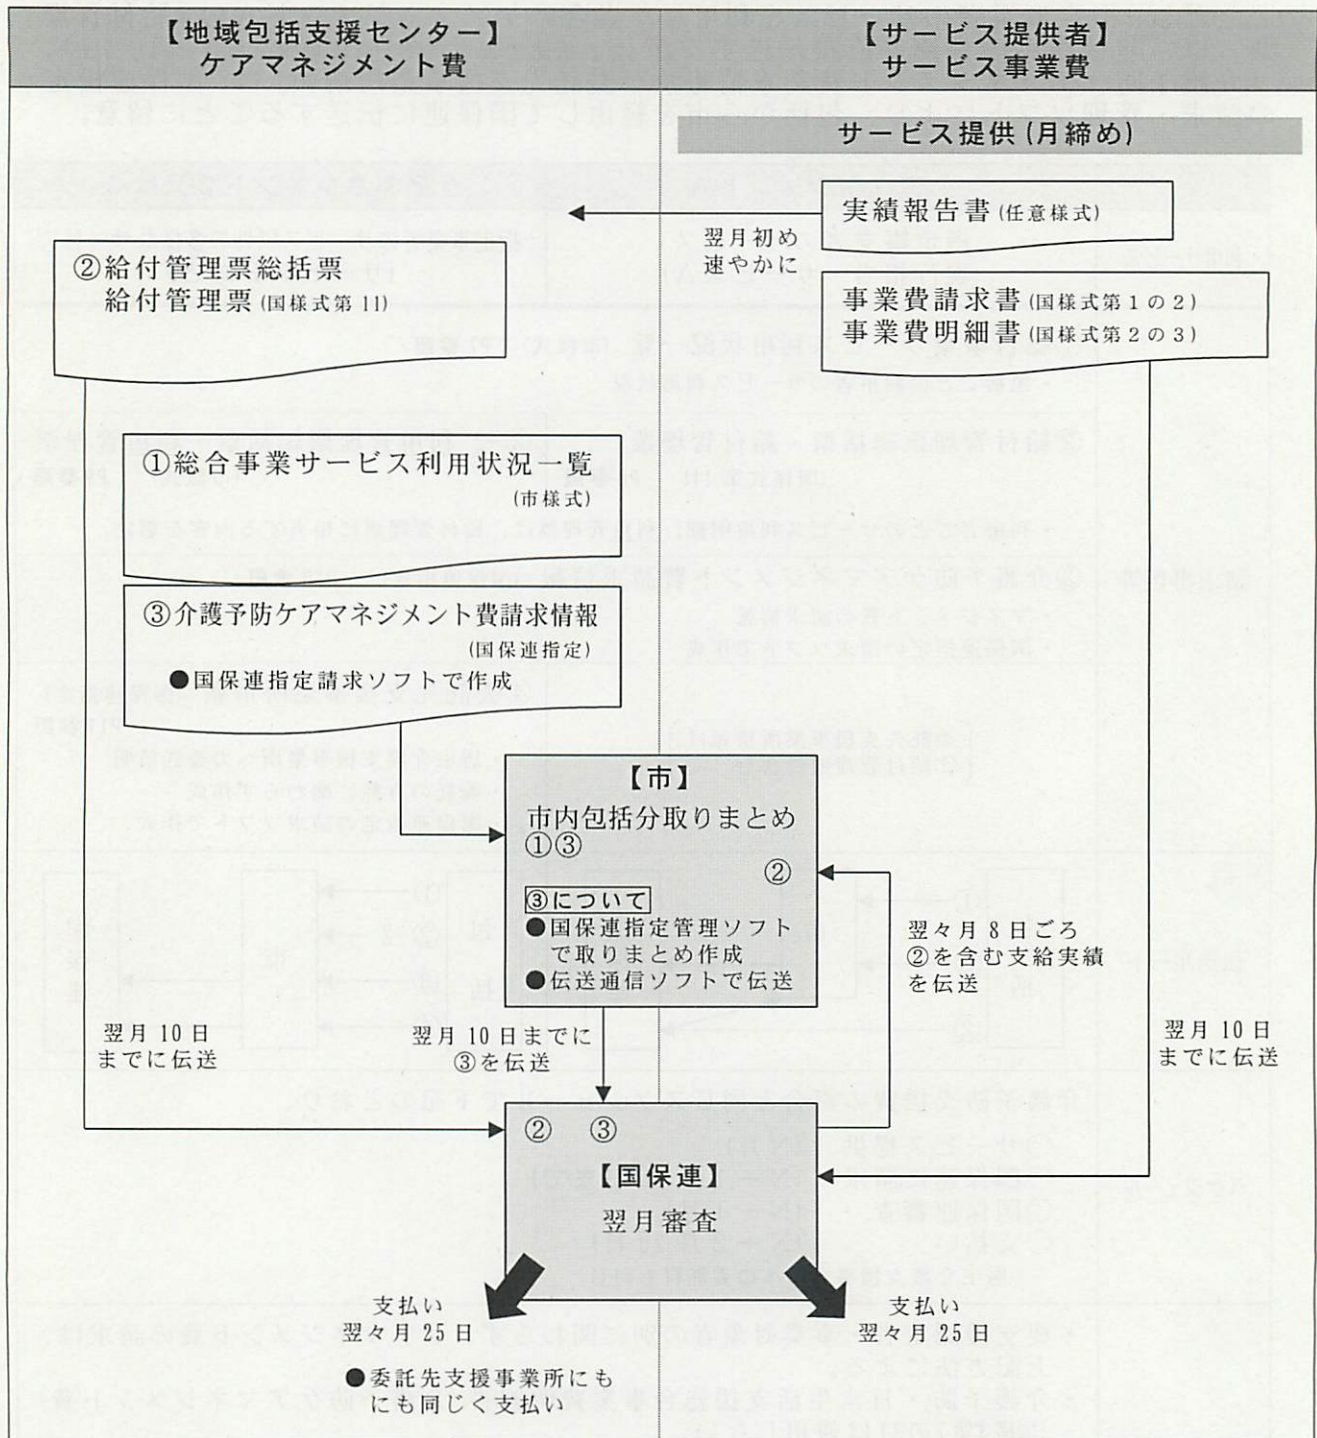 【地域包括支援センター】
ケアマネジメント費
【サービス提供者】
サービス事業費
サービス提供(月締め)
実績報告書(任意様式)
翌月初め
速やかに
②給付管理票総括票
給付管理票(国様式第11)
事業費請求書(国様式第1の2)
事業費明細書(国様式第2の3)
①総合事業サービス利用状況一覧
(市様式)
③介護予防ケアマネジメント費請求情報
(国保連指定)
●国保連指定請求ソフトで作成
【市】
市内包括分取りまとめ
①③
②
③について
●国保連指定管理ソフト
で取りまとめ作成
●伝送通信ソフトで伝送
翌々月8日ごろ
②を含む支給実績
を伝送
翌月10日
までに伝送
翌月10日までに
③を伝送
翌月10日
までに伝送
② ③
【国保連】
翌月審査
支払い
翌々月25日
支払い
翌々月25日
●委託先支援事業所にも
にも同じく支払い